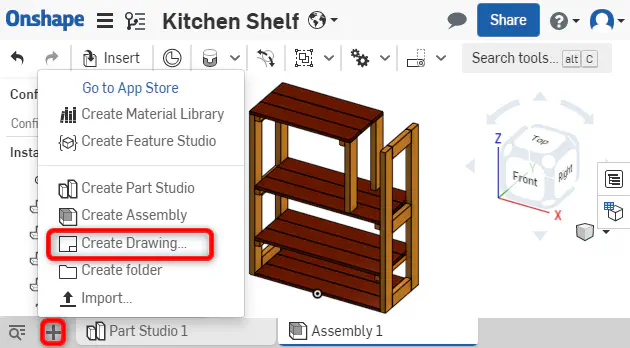 Onshape Kitchen Shelf Share ?
Insert Search tools... alt C
Go to App Store
Create Material Library
Create Feature Studio
Create Part Studio
Create Assembly
Create Drawing...
Create folder
Import...
Conf
Confi
Insta
Z
Top
Front
Right
Y
X
Part Studio 1 Assembly 1